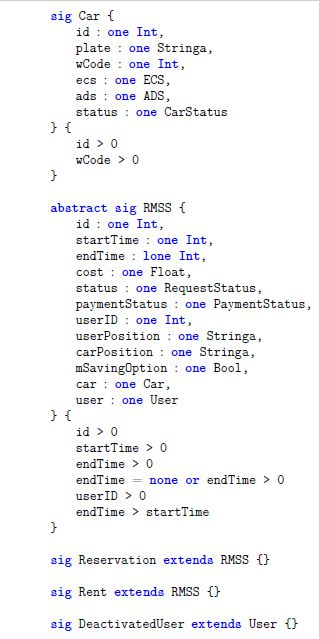 sig Car {
id : one Int,
plate : one Stringa,
wCode : one Int,
ecs : one ECS,
ads : one ADS,
status : one CarStatus
} {
id > 0
wCode > 0
}
abstract sig RMSS {
id : one Int,
startTime : one Int,
endTime : lone Int,
cost : one Float,
status : one RequestStatus,
paymentStatus : one PaymentStatus,
userID : one Int,
userPosition : one Stringa,
carPosition : one Stringa,
mSavingOption : one Bool,
car : one Car,
user : one User
} {
id > 0
startTime > 0
endTime > 0
endTime = none or endTime > 0
userID > 0
endTime > startTime
}
sig Reservation extends RMSS {}
sig Rent extends RMSS {}
sig DeactivatedUser extends User {}